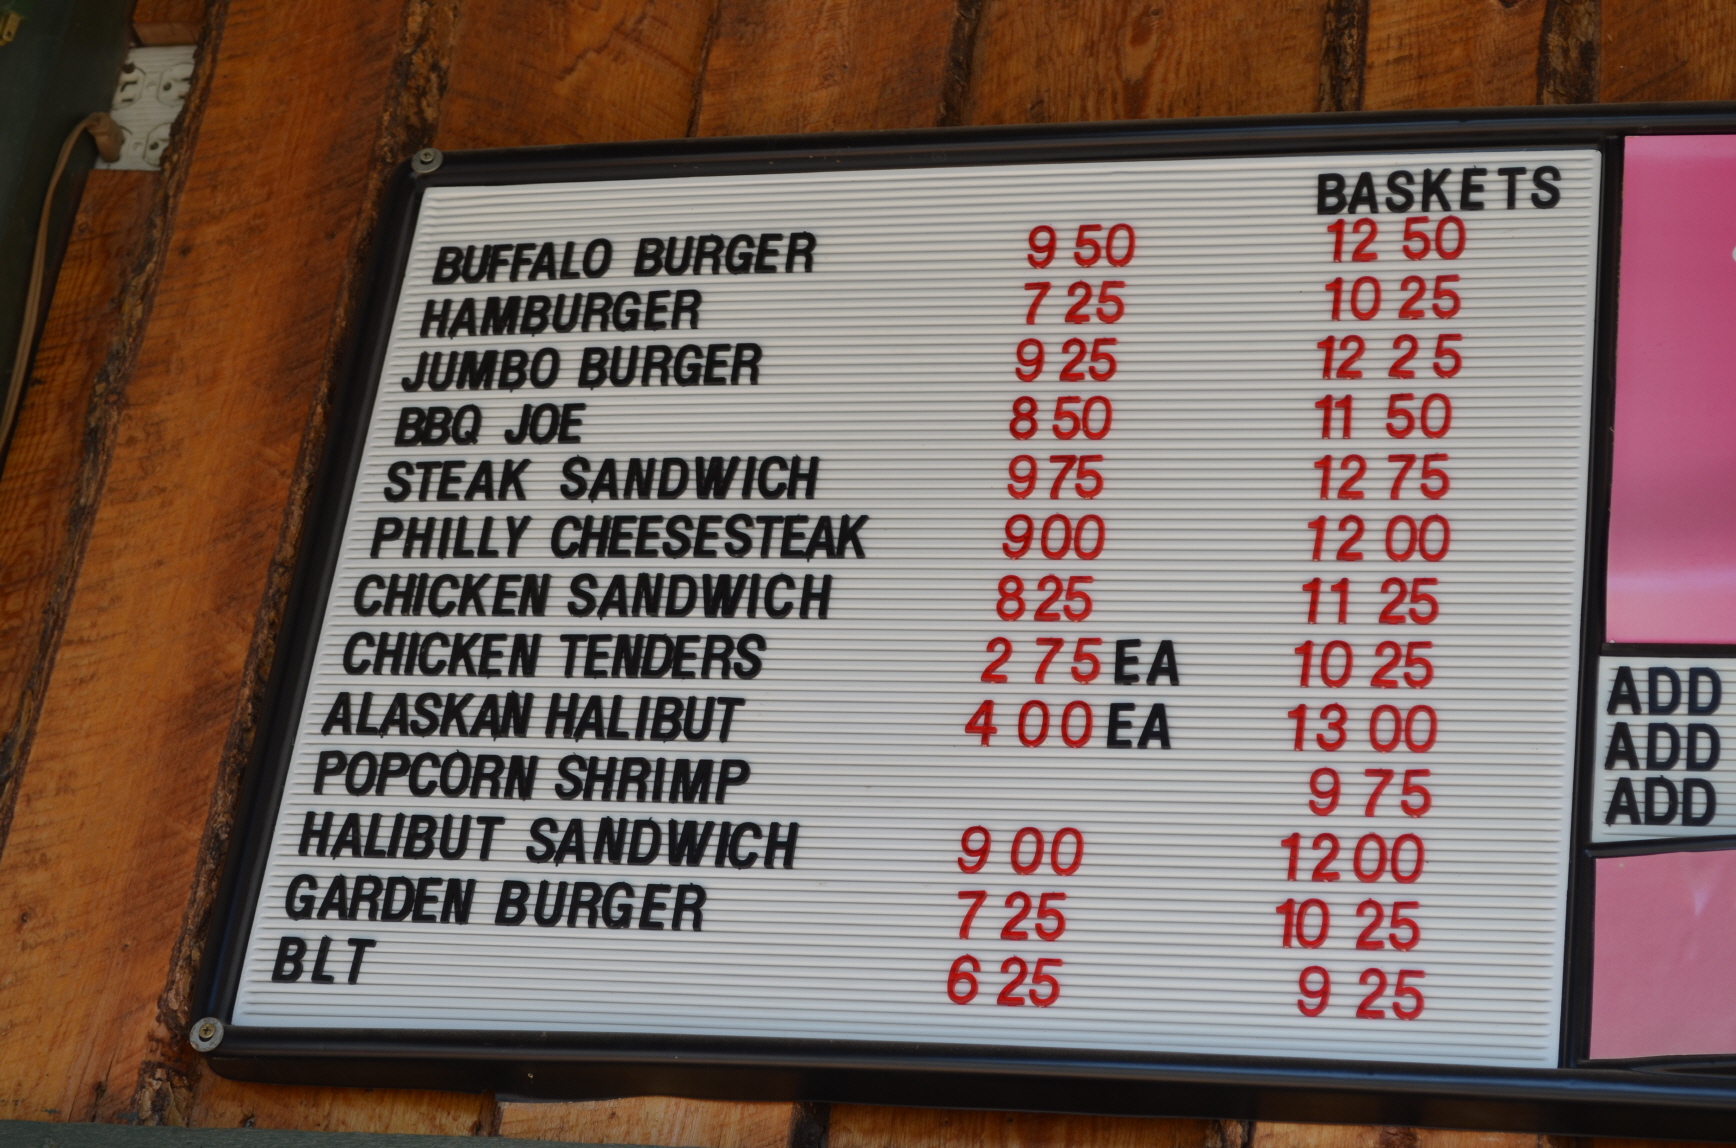 BASKETS
BUFFALO BURGER 9 50 12 50
HAMBURGER 7 25 10 25
JUMBO BURGER 9 25 12 25
BBQ JOE 8 50 11 50
STEAK SANDWICH 9 75 12 75
PHILLY CHEESESTEAK 9 00 12 00
CHICKEN SANDWICH 8 25 11 25
CHICKEN TENDERS 2 75 EA 10 25
ALASKAN HALIBUT 4 00 EA 13 00
POPCORN SHRIMP 9 75
HALIBUT SANDWICH 9 00 12 00
GARDEN BURGER 7 25 10 25
BLT 6 25 9 25
ADD
ADD
ADD